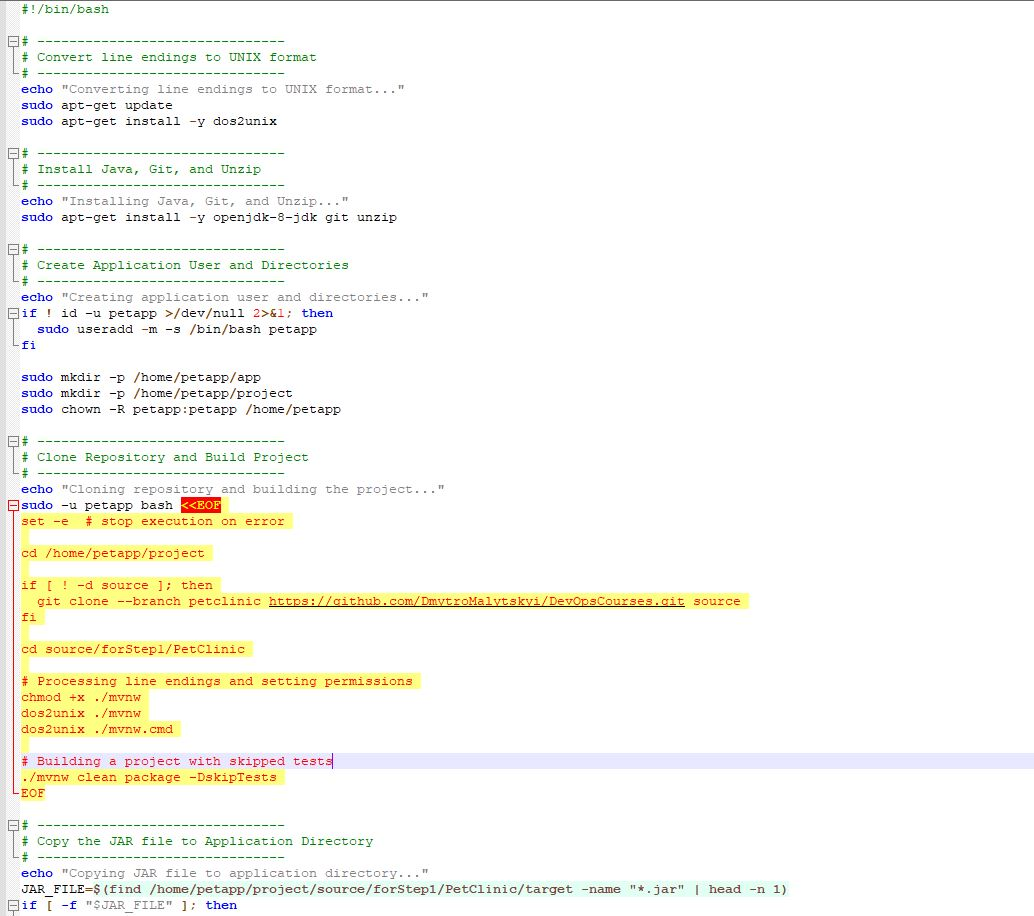 #!/bin/bash
# -------------------------------
# Convert line endings to UNIX format
# -------------------------------
echo "Converting line endings to UNIX format..."
sudo apt-get update
sudo apt-get install -y dos2unix
# -------------------------------
# Install Java, Git, and Unzip
# -------------------------------
echo "Installing Java, Git, and Unzip..."
sudo apt-get install -y openjdk-8-jdk git unzip
# -------------------------------
# Create Application User and Directories
# -------------------------------
echo "Creating application user and directories..."
if ! id -u petapp >/dev/null 2>&1; then
  sudo useradd -m -s /bin/bash petapp
fi
sudo mkdir -p /home/petapp/app
sudo mkdir -p /home/petapp/project
sudo chown -R petapp:petapp /home/petapp
# -------------------------------
# Clone Repository and Build Project
# -------------------------------
echo "Cloning repository and building the project..."
sudo -u petapp bash <<EOF
set -e  # stop execution on error
cd /home/petapp/project
if [ ! -d source ]; then
  git clone --branch petclinic https://github.com/DmytroMalytskyi/DevOpsCourses.git source
fi
cd source/forStep1/PetClinic
# Processing line endings and setting permissions
chmod +x ./mvnw
dos2unix ./mvnw
dos2unix ./mvnw.cmd
# Building a project with skipped tests
./mvnw clean package -DskipTests
EOF
# -------------------------------
# Copy the JAR file to Application Directory
# -------------------------------
echo "Copying JAR file to application directory..."
JAR_FILE=$(find /home/petapp/project/source/forStep1/PetClinic/target -name "*.jar" | head -n 1)
if [ -f "$JAR_FILE" ]; then